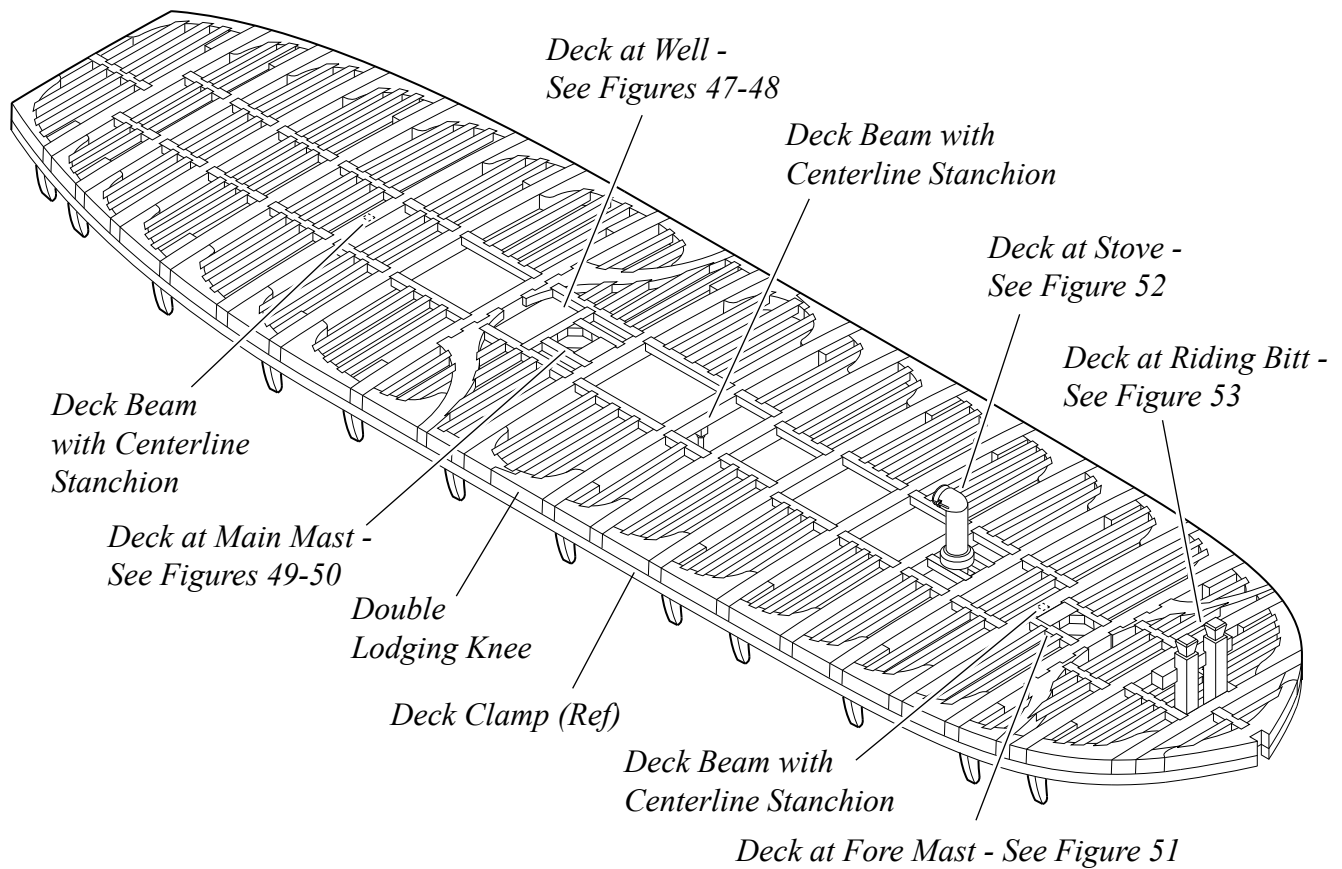 Deck at Well -
See Figures 47-48
Deck Beam with
Centerline Stanchion
Deck at Stove -
See Figure 52
Deck at Riding Bitt -
See Figure 53
Deck Beam
with Centerline
Stanchion
Deck at Main Mast -
See Figures 49-50
Double
Lodging Knee
Deck Clamp (Ref)
Deck Beam with
Centerline Stanchion
Deck at Fore Mast - See Figure 51